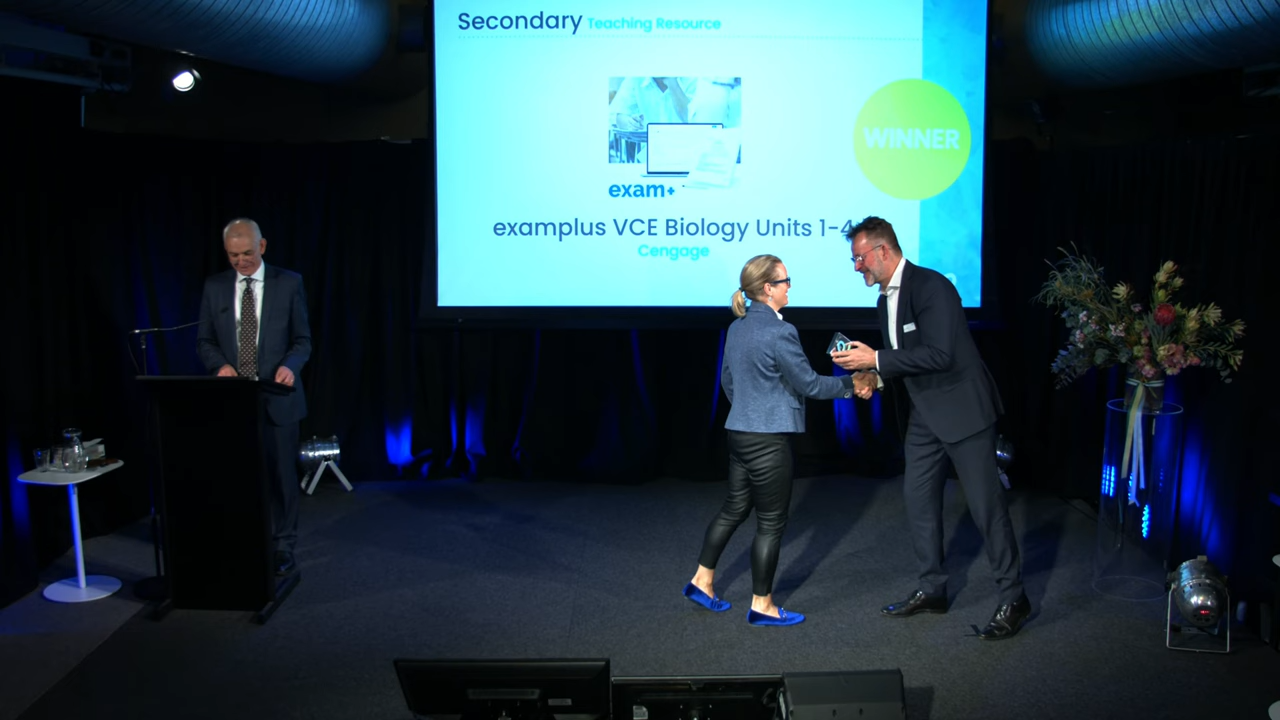 Secondary Teaching Resource
WINNER
exam+
examplus VCE Biology Units 1-4
Cengage